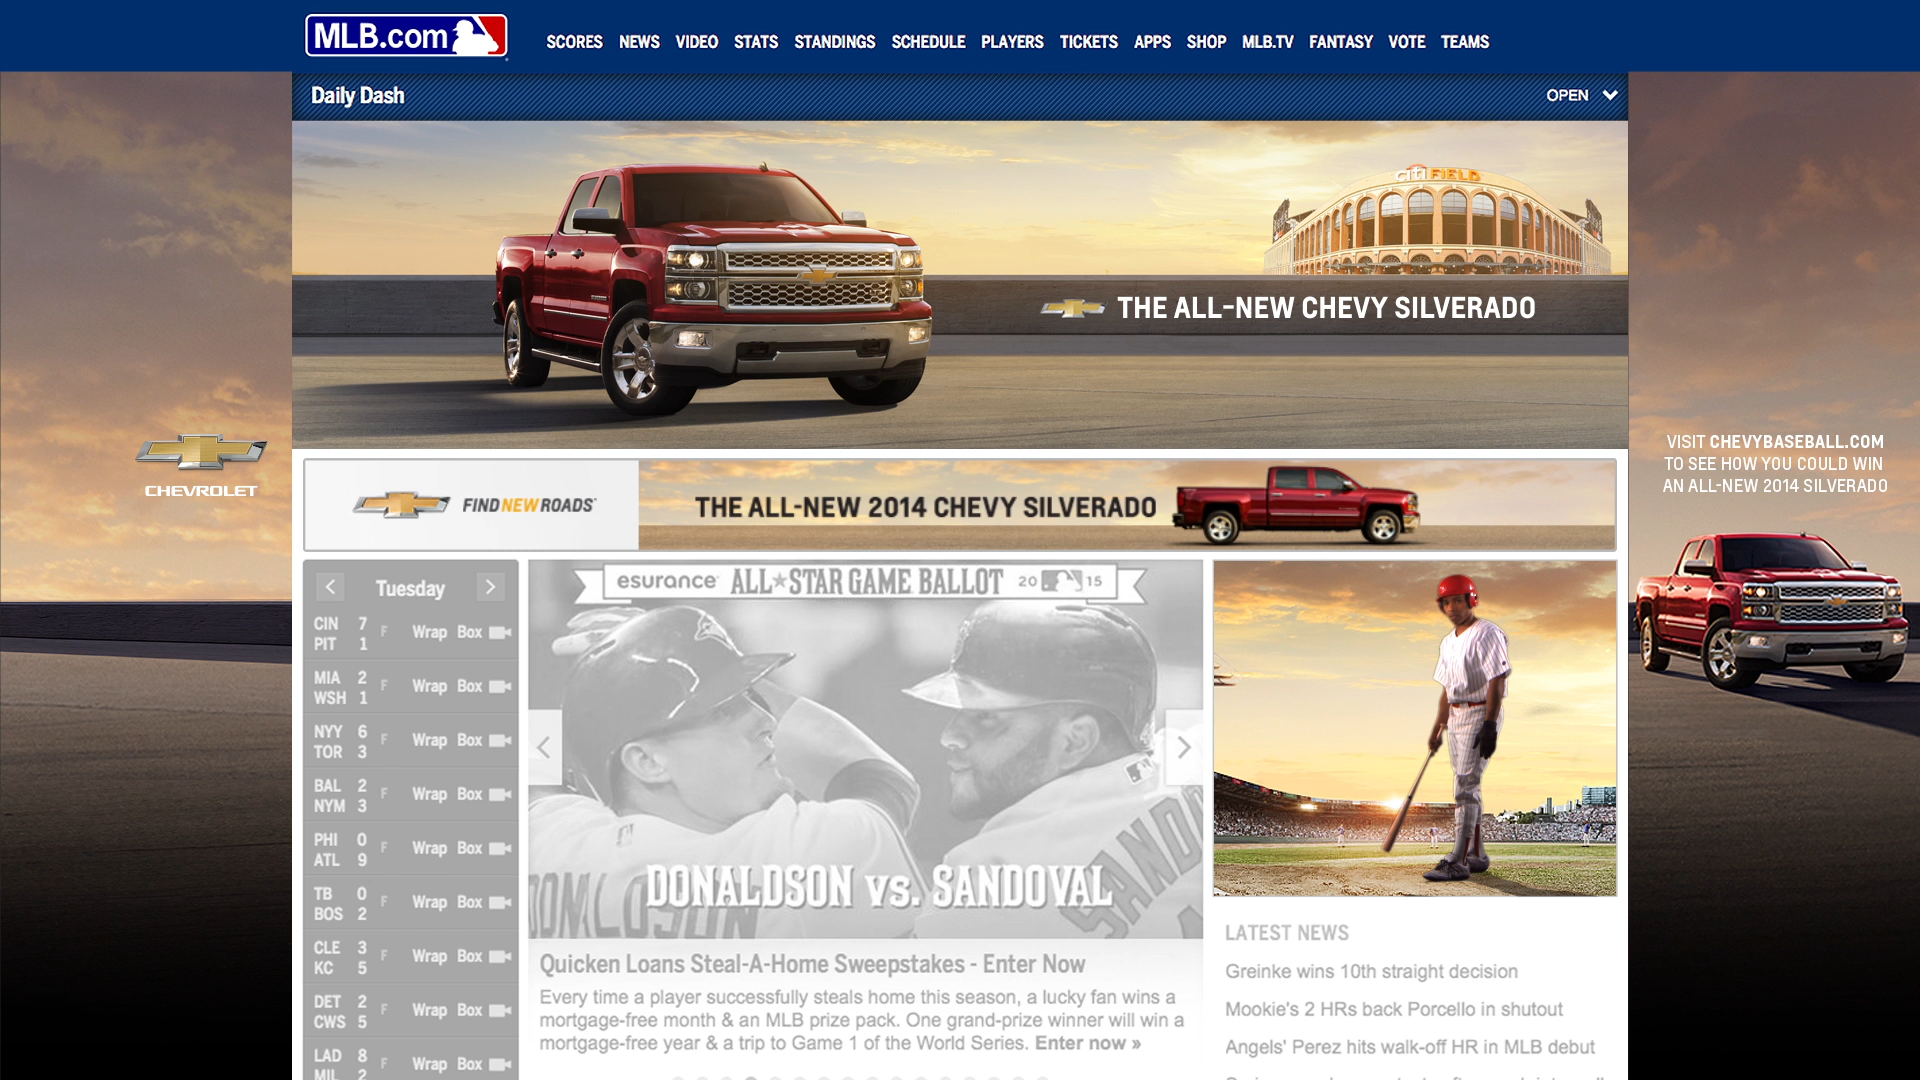 MLB.com
SCORES NEWS VIDEO STATS STANDINGS SCHEDULE PLAYERS TICKETS APPS SHOP MLB.TV FANTASY VOTE TEAMS
Daily Dash
OPEN
citi FIELD
THE ALL-NEW CHEVY SILVERADO
CHEVROLET
VISIT CHEVYBASEBALL.COM
TO SEE HOW YOU COULD WIN
AN ALL-NEW 2014 SILVERADO
FIND NEW ROADS
THE ALL-NEW 2014 CHEVY SILVERADO
Tuesday
CIN 7 F Wrap Box
PIT 1
MIA 2 F Wrap Box
WSH 1
NYY 6 F Wrap Box
TOR 3
BAL 2 F Wrap Box
NYM 3
PHI 0 F Wrap Box
ATL 9
TB 0 F Wrap Box
BOS 2
CLE 3 F Wrap Box
KC 5
DET 2 F Wrap Box
CWS 5
LAD 8 F Wrap Box
MIL 2
esurance ALL★STAR GAME BALLOT 20 15
DONALDSON vs. SANDOVAL
Quicken Loans Steal-A-Home Sweepstakes - Enter Now
Every time a player successfully steals home this season, a lucky fan wins a
mortgage-free month & an MLB prize pack. One grand-prize winner will win a
mortgage-free year & a trip to Game 1 of the World Series. Enter now »
LATEST NEWS
Greinke wins 10th straight decision
Mookie's 2 HRs back Porcello in shutout
Angels' Perez hits walk-off HR in MLB debut